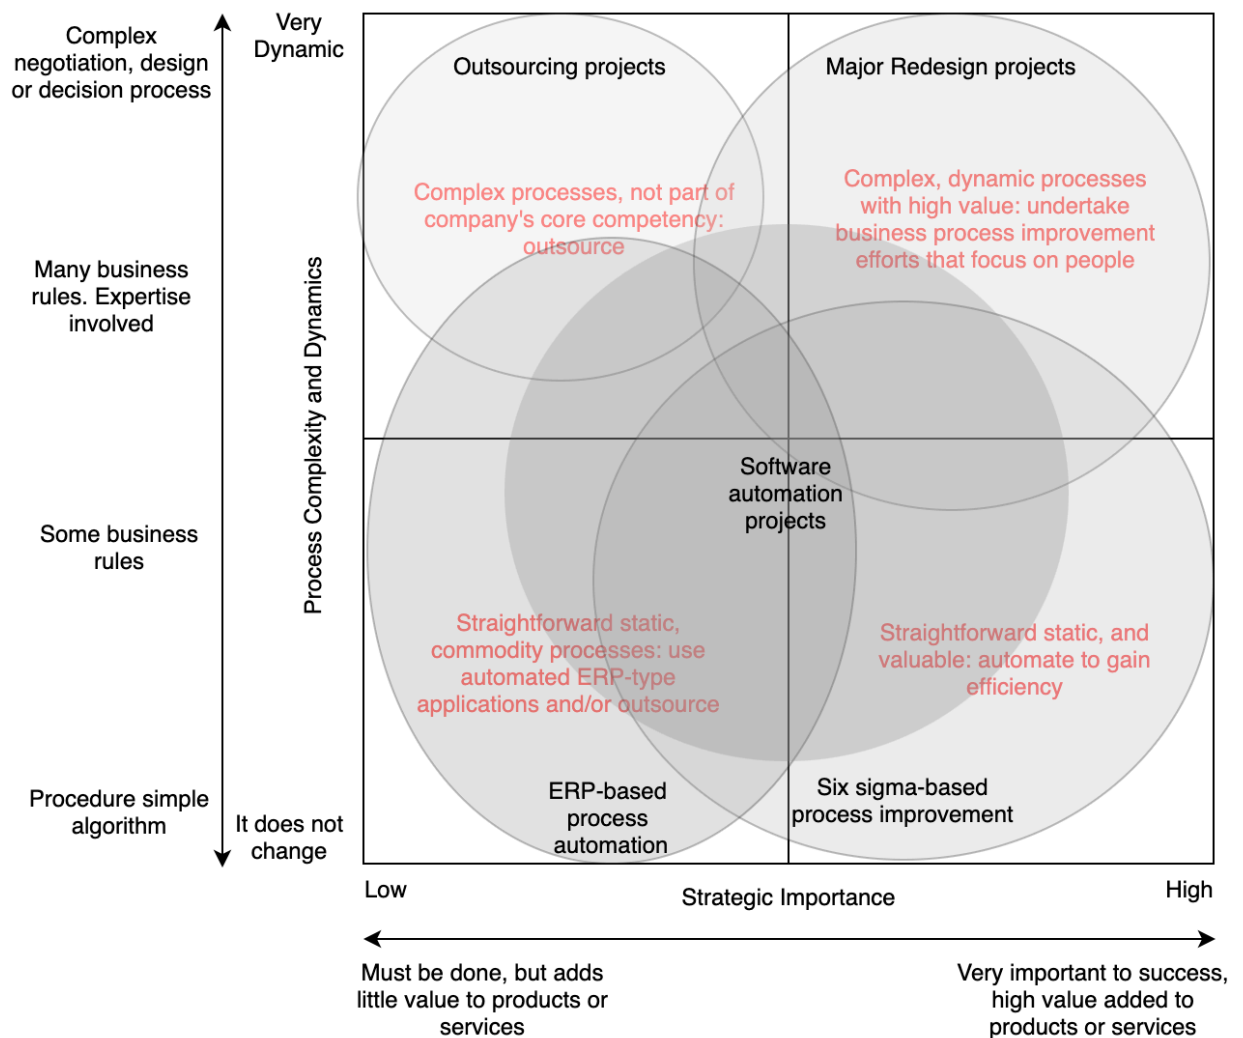 Complex
negotiation, design
or decision process
Very
Dynamic
Outsourcing projects
Major Redesign projects
Complex processes, not part of
company's core competency:
outsource
Complex, dynamic processes
with high value: undertake
business process improvement
efforts that focus on people
Many business
rules. Expertise
involved
Process Complexity and Dynamics
Software
automation
projects
Some business
rules
Straightforward static,
commodity processes: use
automated ERP-type
applications and/or outsource
Straightforward static, and
valuable: automate to gain
efficiency
Procedure simple
algorithm
It does not
change
ERP-based
process
automation
Six sigma-based
process improvement
Low
Strategic Importance
High
Must be done, but adds
little value to products or
services
Very important to success,
high value added to
products or services